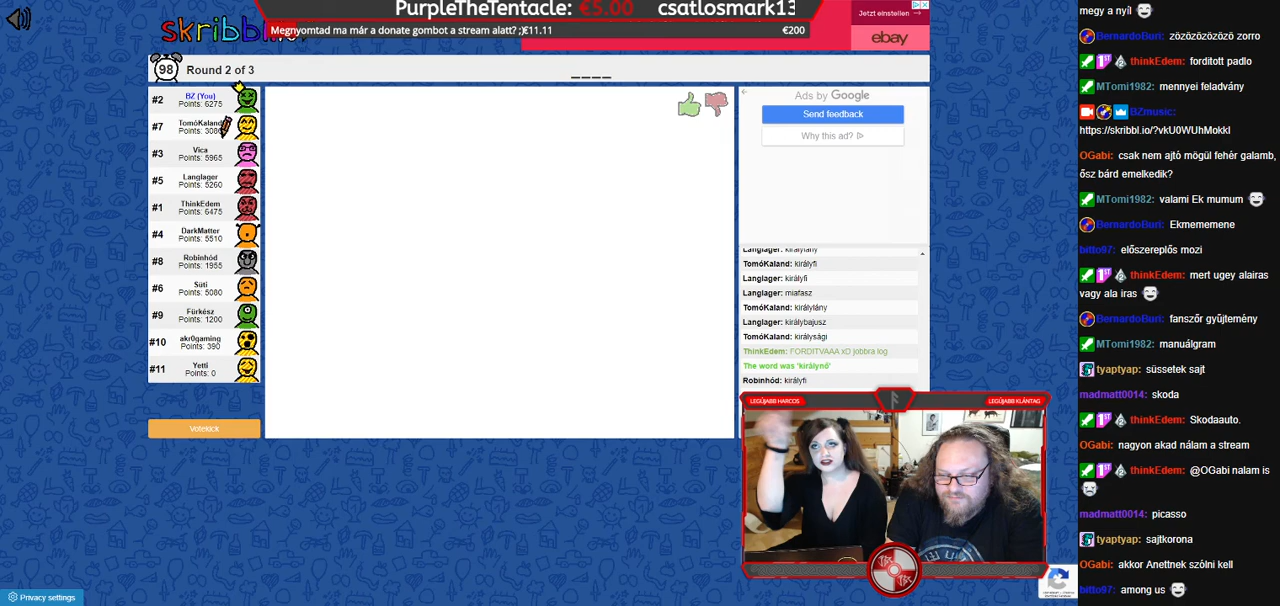 PurpleTheTentacle: €5.00 csatlosmark13
Megnyomtad ma már a donate gombot a stream alatt? ;)€11.11 €200
Jetzt einstellen →
ebay
skribbl
98 Round 2 of 3
____
#2 BZ (You) Points: 6275
#7 TomóKaland
#3 Vica Points: 5965
#5 Langlager Points: 5260
#1 ThinkEdem Points: 6475
#4 DarkMatter Points: 5510
#8 Robinhód Points: 1955
#6 Süti Points: 5080
#9 Fürkész Points: 1200
#10 akr0gaming Points: 390
#11 Yetti Points: 0
Votekick
Ads by Google
Send feedback
Why this ad?
Langlager: királylány
TomóKaland: királyfi
Langlager: királyfi
Langlager: miafasz
TomóKaland: királylány
Langlager: királybajusz
TomóKaland: királysági
ThinkEdem: FORDITVAAA xD jobbra log
The word was 'királynő'
Robinhód: királyfi
LEGÚJABB HARCOS
LEGÚJABB KLÁNTAG
megy a nyíl
BernardoBuri: zözözözözözö zorro
thinkEdem: forditott padlo
MTomi1982: mennyei feladvány
BZmusic:
https://skribbl.io/?vkU0WUhMokkl
OGabi: csak nem ajtó mögül fehér galamb,
ősz bárd emelkedik?
MTomi1982: valami Ek mumum
BernardoBuri: Ekmememene
bitto97: előszereplős mozi
thinkEdem: mert ugey alairas
vagy ala iras
BernardoBuri: fanszőr gyűjtemény
MTomi1982: manuálgram
tyaptyap: süssetek sajt
madmatt0014: skoda
thinkEdem: Skodaauto.
OGabi: nagyon akad nálam a stream
thinkEdem: @OGabi nalam is
madmatt0014: picasso
tyaptyap: sajtkorona
OGabi: akkor Anettnek szólni kell
bitto97: among us
Privacy settings